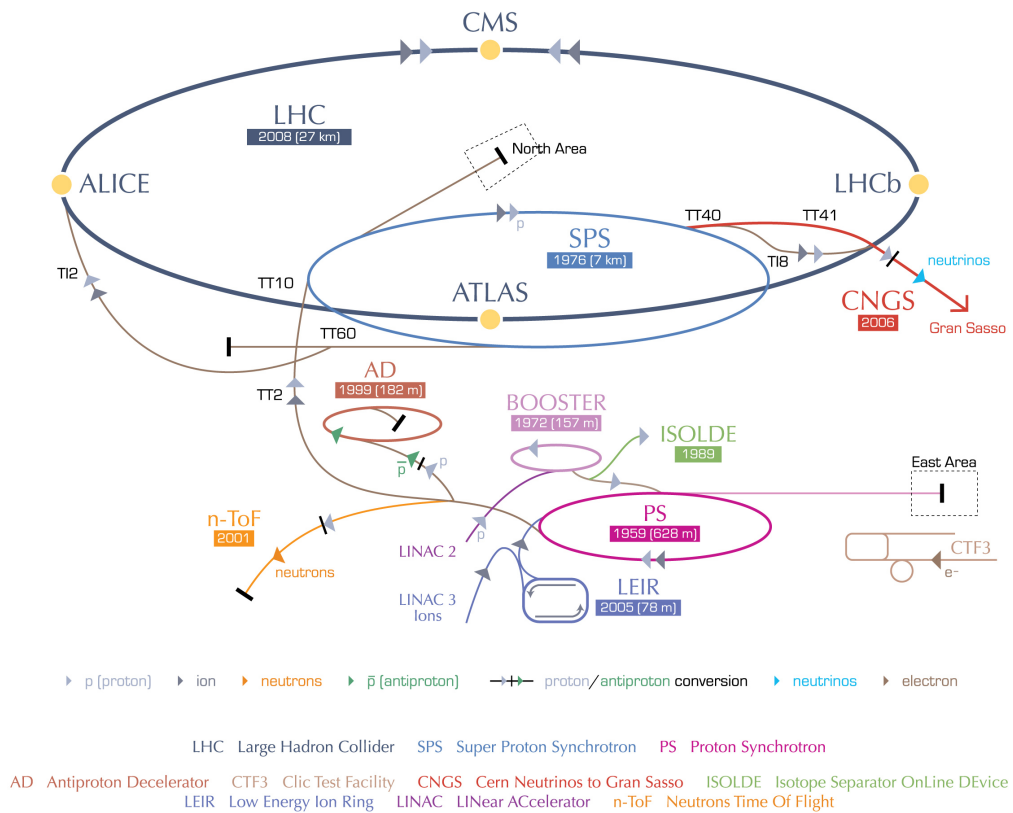 CMS
LHC
2008 (27 km)
North Area
ALICE
LHCb
p
TT40
TT41
SPS
1976 (7 km)
TI2
TI8
neutrinos
TT10
ATLAS
CNGS
2006
Gran Sasso
TT60
AD
1999 (182 m)
TT2
BOOSTER
1972 (157 m)
ISOLDE
1989
p̅
p
East Area
n-ToF
2001
PS
1959 (628 m)
LINAC 2
p
CTF3
neutrons
e-
LEIR
2005 (78 m)
LINAC 3
Ions
p (proton) ion neutrons p̅ (antiproton) proton/antiproton conversion neutrinos electron
LHC Large Hadron Collider SPS Super Proton Synchrotron PS Proton Synchrotron
AD Antiproton Decelerator CTF3 Clic Test Facility CNGS Cern Neutrinos to Gran Sasso ISOLDE Isotope Separator OnLine DEvice
LEIR Low Energy Ion Ring LINAC LINear ACcelerator n-ToF Neutrons Time Of Flight